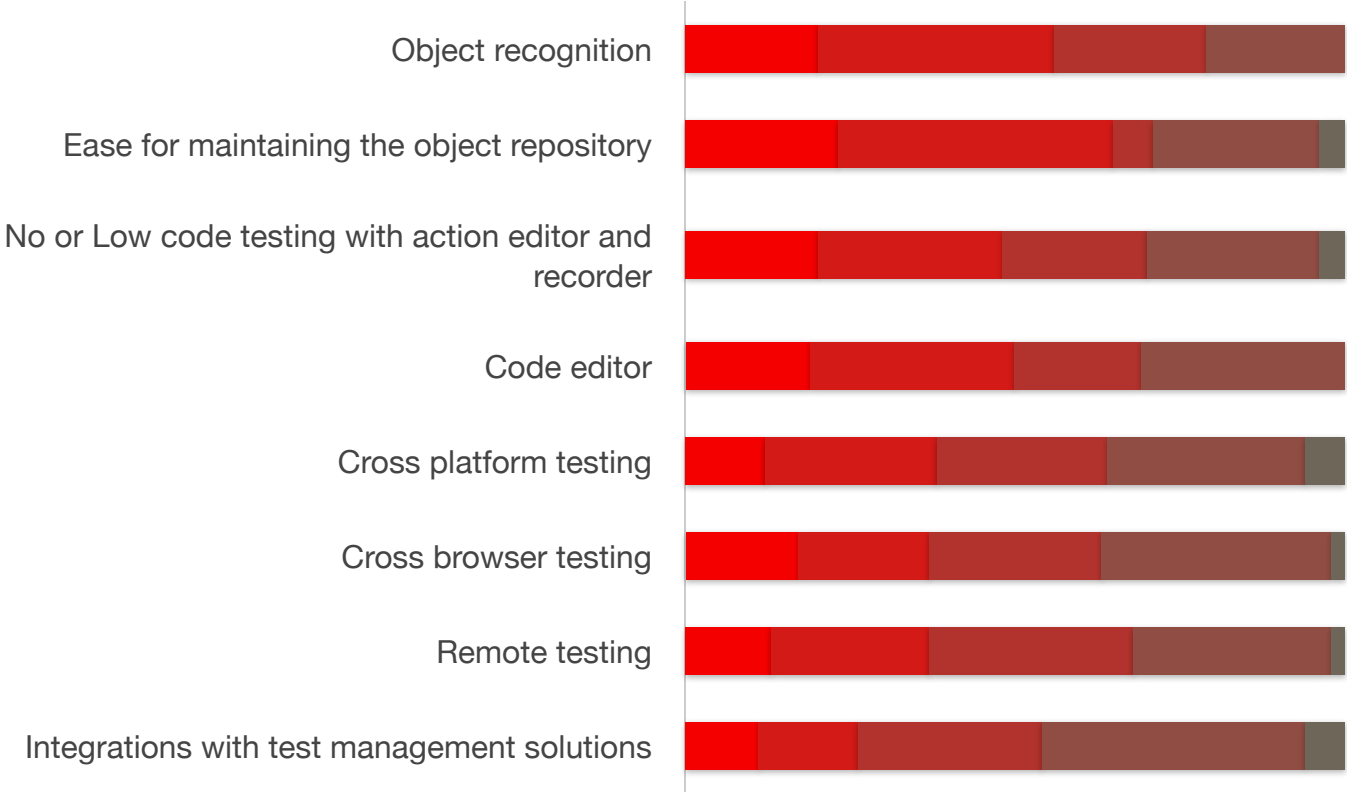 Object recognition
Ease for maintaining the object repository
No or Low code testing with action editor and
recorder
Code editor
Cross platform testing
Cross browser testing
Remote testing
Integrations with test management solutions